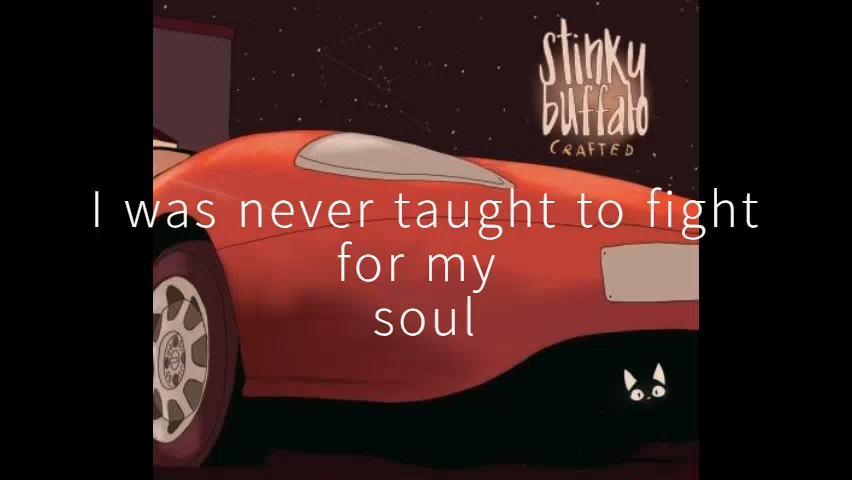 stinky
buffalo
CRAFTED
I was never taught to fight
for my
soul